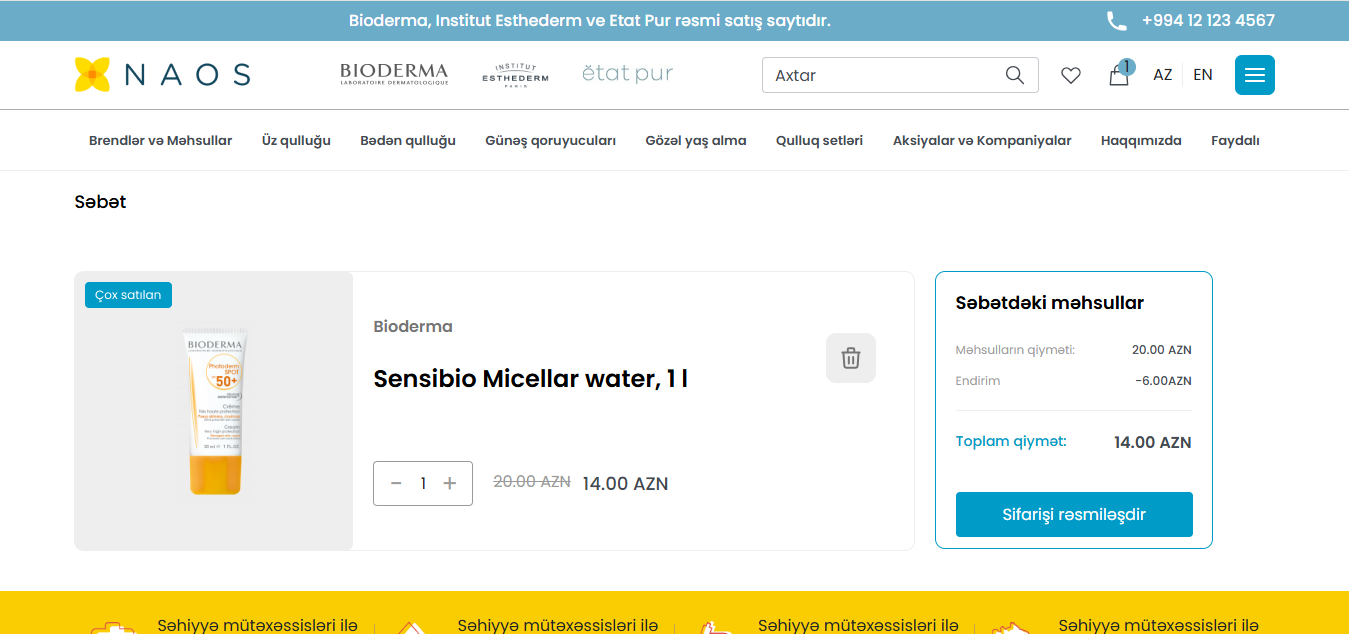 Bioderma, Institut Esthederm ve Etat Pur rəsmi satış saytıdır.
+994 12 123 4567
NAOS
BIODERMA
LABORATOIRE DERMATOLOGIQUE
INSTITUT
ESTHEDERM
PARIS
ĕtat pur
Axtar
1
AZ
EN
Brendlər və Məhsullar
Üz qulluğu
Bədən qulluğu
Günəş qoruyucuları
Gözəl yaş alma
Qulluq setləri
Aksiyalar və Kompaniyalar
Haqqımızda
Faydalı
Səbət
Çox satılan
BIODERMA
Photoderm
SPOT
50+
Crème
Cream
Bioderma
Sensibio Micellar water, 1 l
− 1 +
20.00 AZN 14.00 AZN
Səbətdəki məhsullar
Məhsulların qiyməti: 20.00 AZN
Endirim -6.00AZN
Toplam qiymət: 14.00 AZN
Sifarişi rəsmiləşdir
Səhiyyə mütəxəssisləri ilə
Səhiyyə mütəxəssisləri ilə
Səhiyyə mütəxəssisləri ilə
Səhiyyə mütəxəssisləri ilə